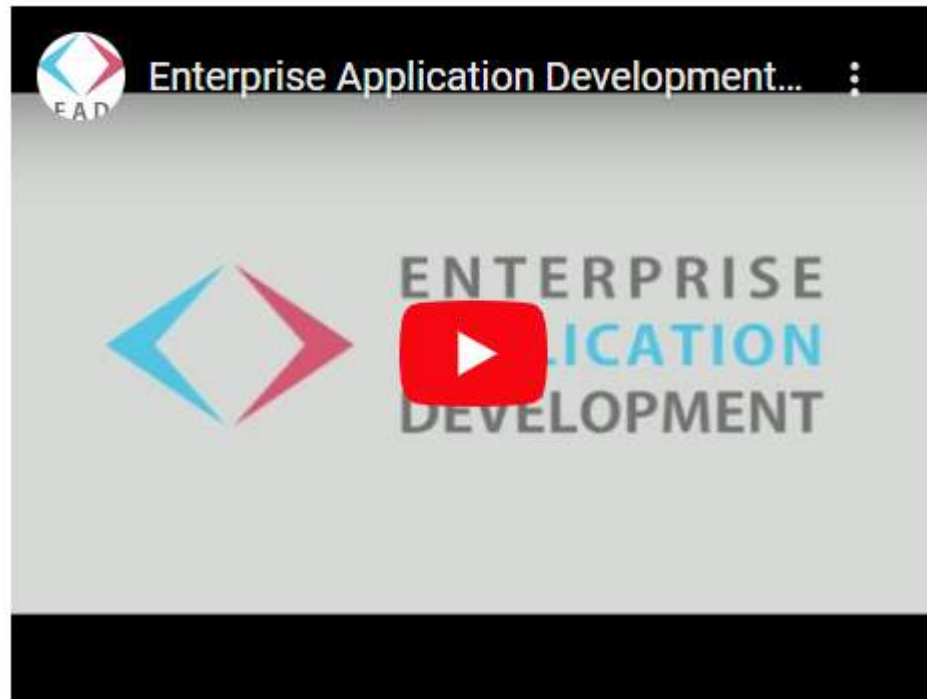 EAD
Enterprise Application Development...
ENTERPRISE
LICATION
DEVELOPMENT